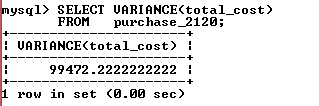 mysql> SELECT VARIANCE(total_cost)
FROM purchase_2120;
+----------------------+
| VARIANCE(total_cost) |
+----------------------+
| 99472.2222222222 |
+----------------------+
1 row in set (0.00 sec)